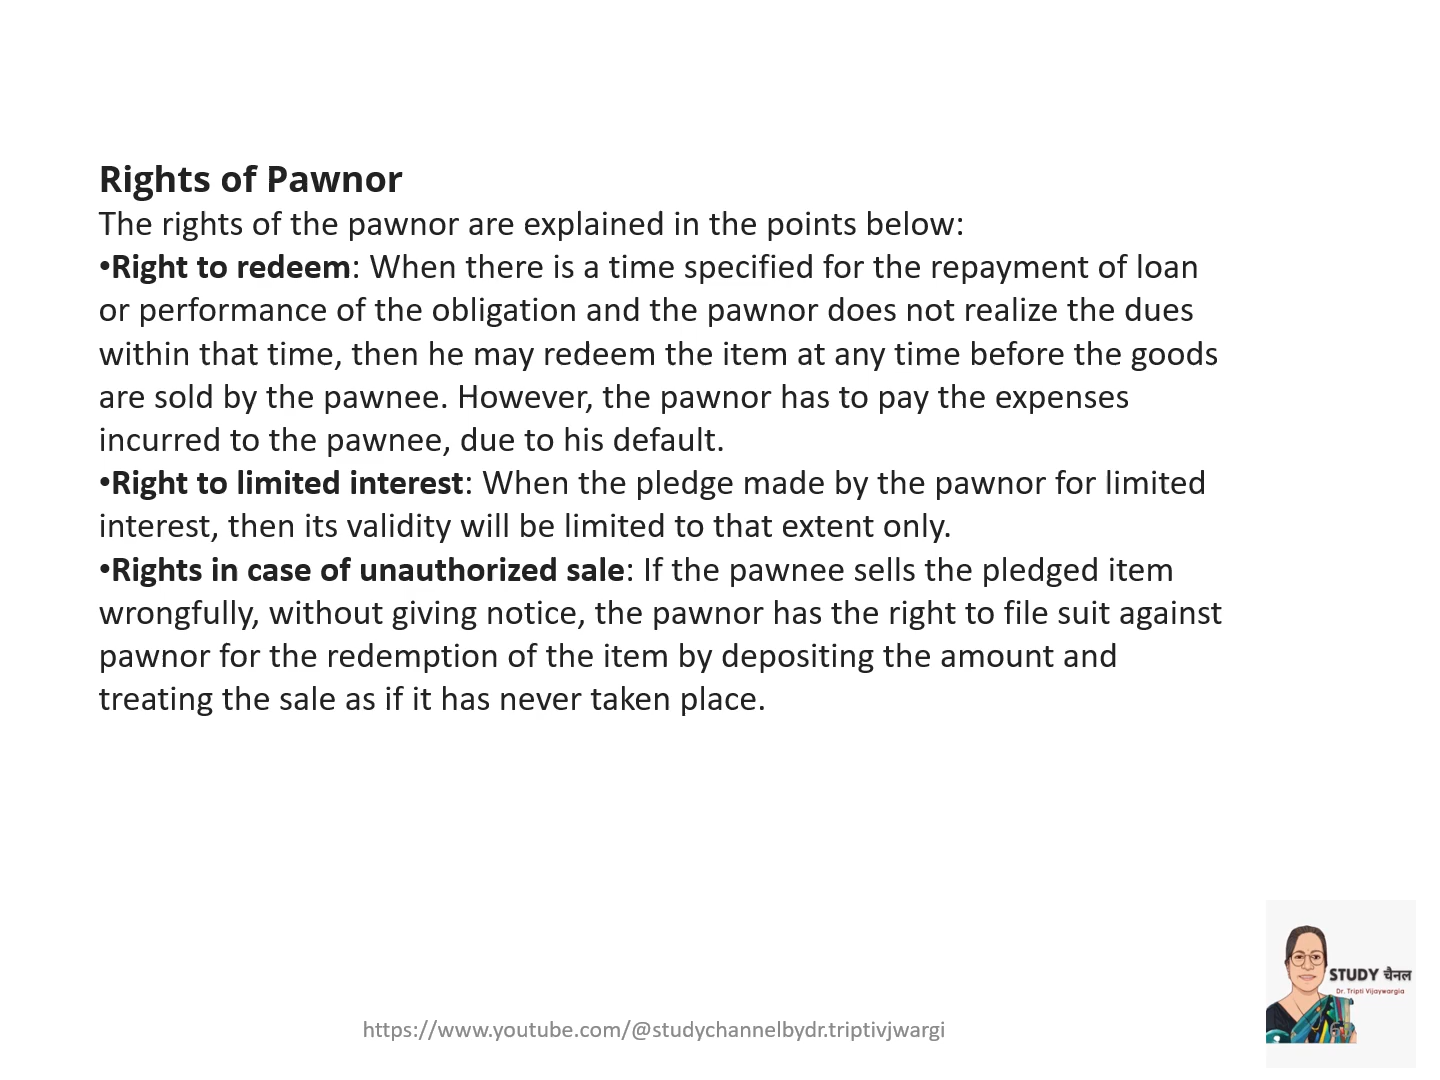 Rights of Pawnor
The rights of the pawnor are explained in the points below:
•Right to redeem: When there is a time specified for the repayment of loan
or performance of the obligation and the pawnor does not realize the dues
within that time, then he may redeem the item at any time before the goods
are sold by the pawnee. However, the pawnor has to pay the expenses
incurred to the pawnee, due to his default.
•Right to limited interest: When the pledge made by the pawnor for limited
interest, then its validity will be limited to that extent only.
•Rights in case of unauthorized sale: If the pawnee sells the pledged item
wrongfully, without giving notice, the pawnor has the right to file suit against
pawnor for the redemption of the item by depositing the amount and
treating the sale as if it has never taken place.
STUDY चैनल
Dr. Tripti Vijaywargia
https://www.youtube.com/@studychannelbydr.triptivjwargi